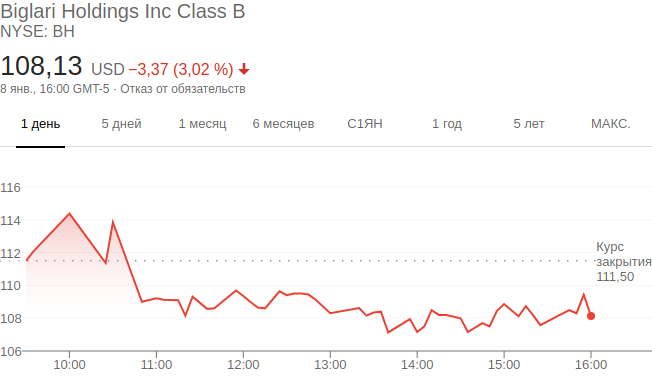 Biglari Holdings Inc Class B
NYSE: BH
108,13 USD −3,37 (3,02 %)
8 янв., 16:00 GMT-5 · Отказ от обязательств
1 день 5 дней 1 месяц 6 месяцев С1ЯН 1 год 5 лет МАКС.
116
114
112
110
108
106
Курс
закрытия
111,50
10:00 11:00 12:00 13:00 14:00 15:00 16:00